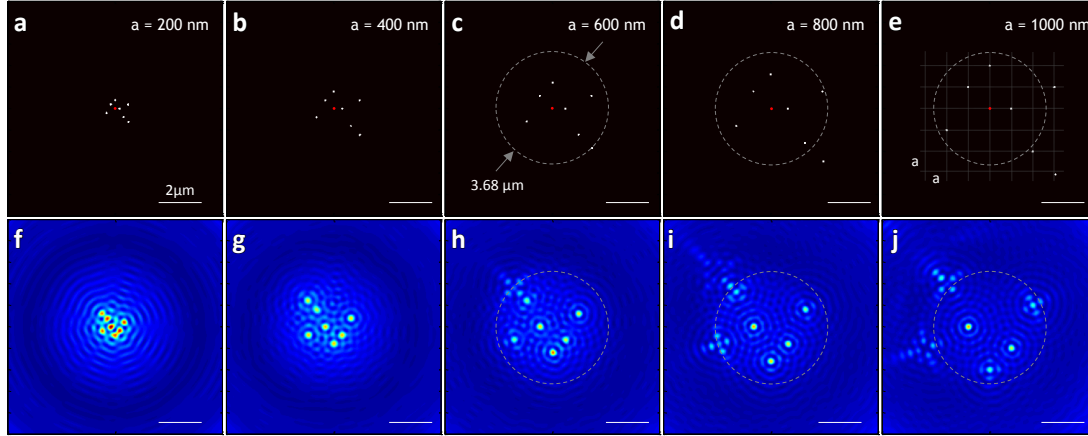 a
a = 200 nm
2μm
b
a = 400 nm
c
a = 600 nm
3.68 μm
d
a = 800 nm
e
a = 1000 nm
a
a
f
g
h
i
j